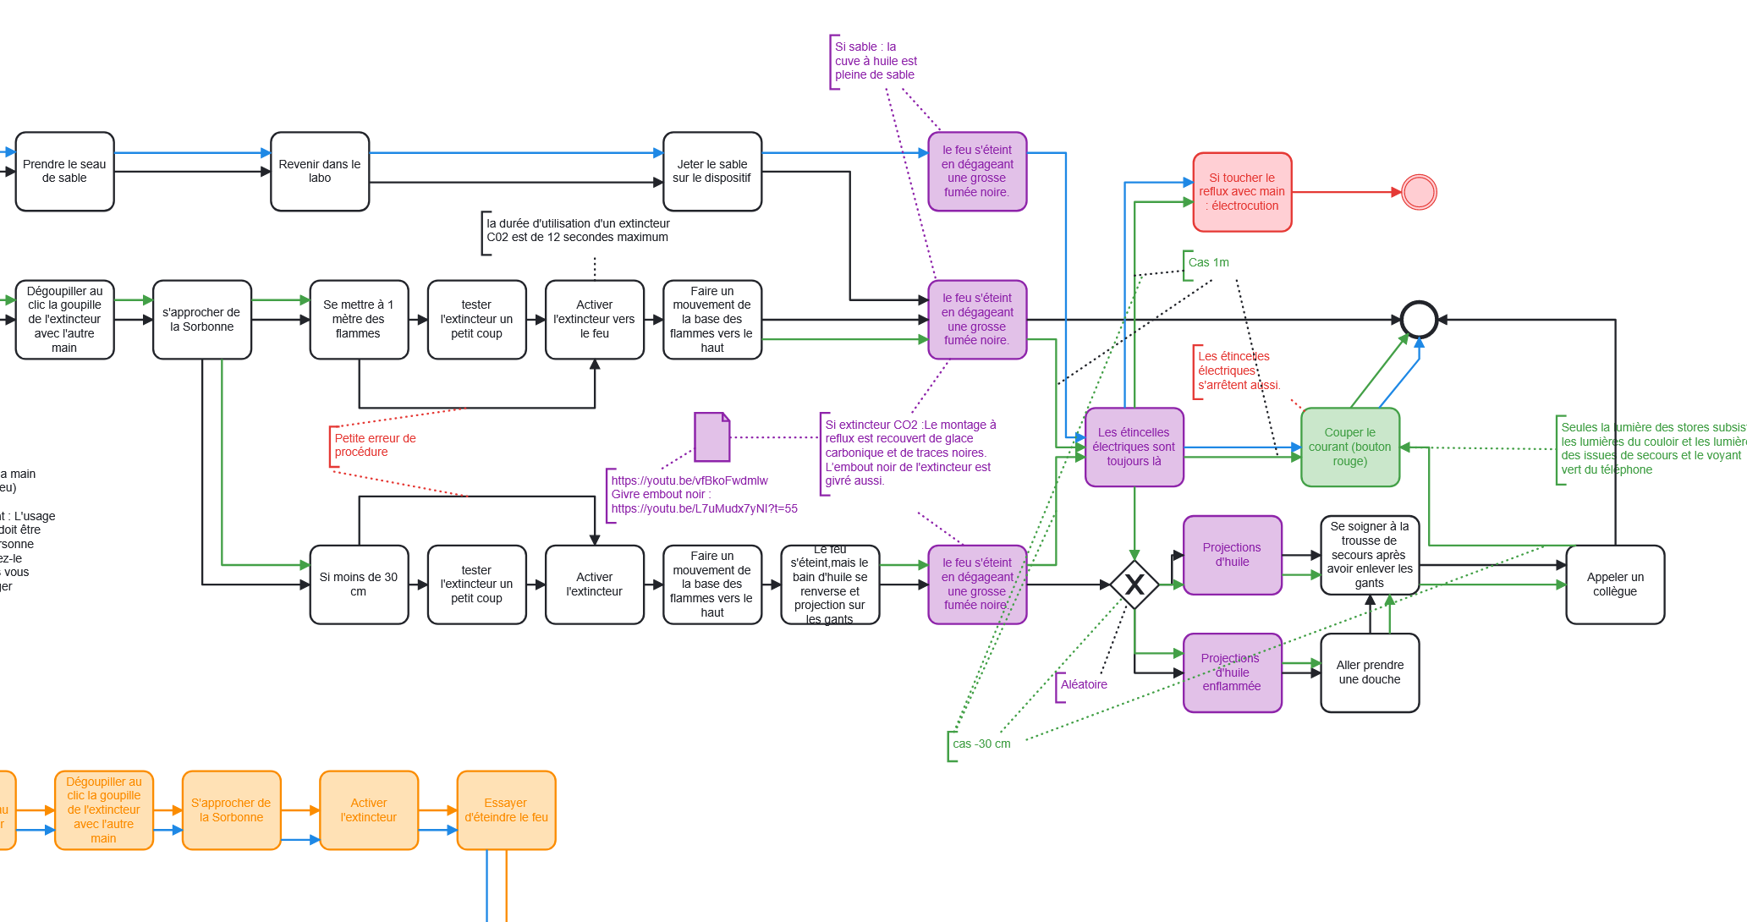 Si sable : la
cuve à huile est
pleine de sable
Prendre le seau
de sable
Revenir dans le
labo
Jeter le sable
sur le dispositif
le feu s'éteint
en dégageant
une grosse
fumée noire.
Si toucher le
reflux avec main
: électrocution
la durée d'utilisation d'un extincteur
C02 est de 12 secondes maximum
Cas 1m
Dégoupiller au
clic la goupille
de l'extincteur
avec l'autre
main
s'approcher de
la Sorbonne
Se mettre à 1
mètre des
flammes
tester
l'extincteur un
petit coup
Activer
l'extincteur vers
le feu
Faire un
mouvement de
la base des
flammes vers le
haut
le feu s'éteint
en dégageant
une grosse
fumée noire.
Les étincelles
électriques
s'arrêtent aussi.
Petite erreur de
procédure
Si extincteur CO2 :Le montage à
reflux est recouvert de glace
carbonique et de traces noires.
L'embout noir de l'extincteur est
givré aussi.
Les étincelles
électriques sont
toujours là
Couper le
courant (bouton
rouge)
Seules la lumière des stores subsis
les lumières du couloir et les lumière
des issues de secours et le voyant
vert du téléphone
https://youtu.be/vfBkoFwdmlw
Givre embout noir :
https://youtu.be/L7uMudx7yNI?t=55
a main
eu)
t : L'usage
doit être
rsonne
ez-le
s vous
ger
Si moins de 30
cm
tester
l'extincteur un
petit coup
Activer
l'extincteur
Faire un
mouvement de
la base des
flammes vers le
haut
Le feu
s'éteint,mais le
bain d'huile se
renverse et
projection sur
les gants
le feu s'éteint
en dégageant
une grosse
fumée noire.
X
Projections
d'huile
Se soigner à la
trousse de
secours après
avoir enlever les
gants
Appeler un
collègue
Aléatoire
Projections
d'huile
enflammée
Aller prendre
une douche
cas -30 cm
au
r
Dégoupiller au
clic la goupille
de l'extincteur
avec l'autre
main
S'approcher de
la Sorbonne
Activer
l'extincteur
Essayer
d'éteindre le feu